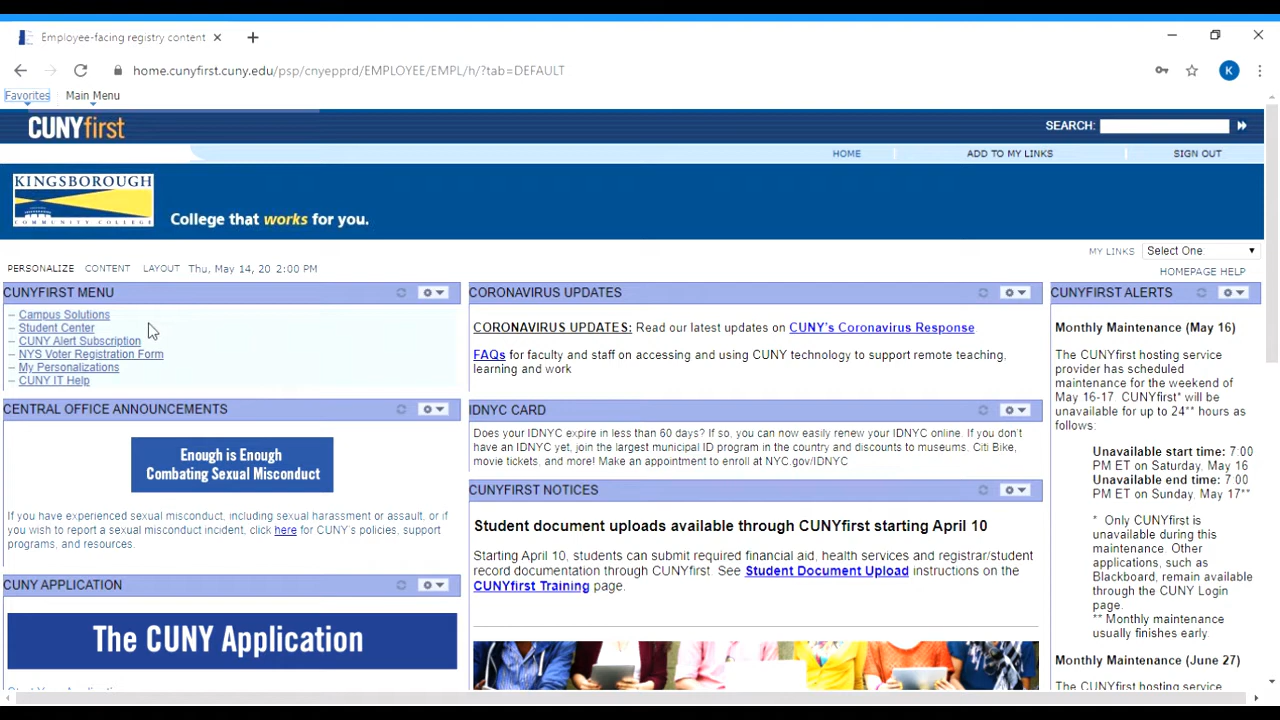 Employee-facing registry content
home.cunyfirst.cuny.edu/psp/cnyepprd/EMPLOYEE/EMPL/h/?tab=DEFAULT
K
Favorites Main Menu
CUNYfirst
SEARCH:
HOME ADD TO MY LINKS SIGN OUT
KINGSBOROUGH
COMMUNITY COLLEGE
College that works for you.
MY LINKS Select One:
PERSONALIZE CONTENT LAYOUT Thu, May 14, 20 2:00 PM
HOMEPAGE HELP
CUNYFIRST MENU
Campus Solutions
Student Center
CUNY Alert Subscription
NYS Voter Registration Form
My Personalizations
CUNY IT Help
CENTRAL OFFICE ANNOUNCEMENTS
Enough is Enough
Combating Sexual Misconduct
If you have experienced sexual misconduct, including sexual harassment or assault, or if
you wish to report a sexual misconduct incident, click here for CUNY's policies, support
programs, and resources.
CUNY APPLICATION
The CUNY Application
CORONAVIRUS UPDATES
CORONAVIRUS UPDATES: Read our latest updates on CUNY's Coronavirus Response
FAQs for faculty and staff on accessing and using CUNY technology to support remote teaching,
learning and work
IDNYC CARD
Does your IDNYC expire in less than 60 days? If so, you can now easily renew your IDNYC online. If you don't
have an IDNYC yet, join the largest municipal ID program in the country and discounts to museums. Citi Bike,
movie tickets, and more! Make an appointment to enroll at NYC.gov/IDNYC
CUNYFIRST NOTICES
Student document uploads available through CUNYfirst starting April 10
Starting April 10, students can submit required financial aid, health services and registrar/student
record documentation through CUNYfirst. See Student Document Upload instructions on the
CUNYfirst Training page.
CUNYFIRST ALERTS
Monthly Maintenance (May 16)
The CUNYfirst hosting service
provider has scheduled
maintenance for the weekend of
May 16-17. CUNYfirst* will be
unavailable for up to 24** hours as
follows:
Unavailable start time: 7:00
PM ET on Saturday, May 16
Unavailable end time: 7:00
PM ET on Sunday, May 17**
* Only CUNYfirst is
unavailable during this
maintenance. Other
applications, such as
Blackboard, remain available
through the CUNY Login
page.
** Monthly maintenance
usually finishes early.
Monthly Maintenance (June 27)
The CUNYfirst hosting service